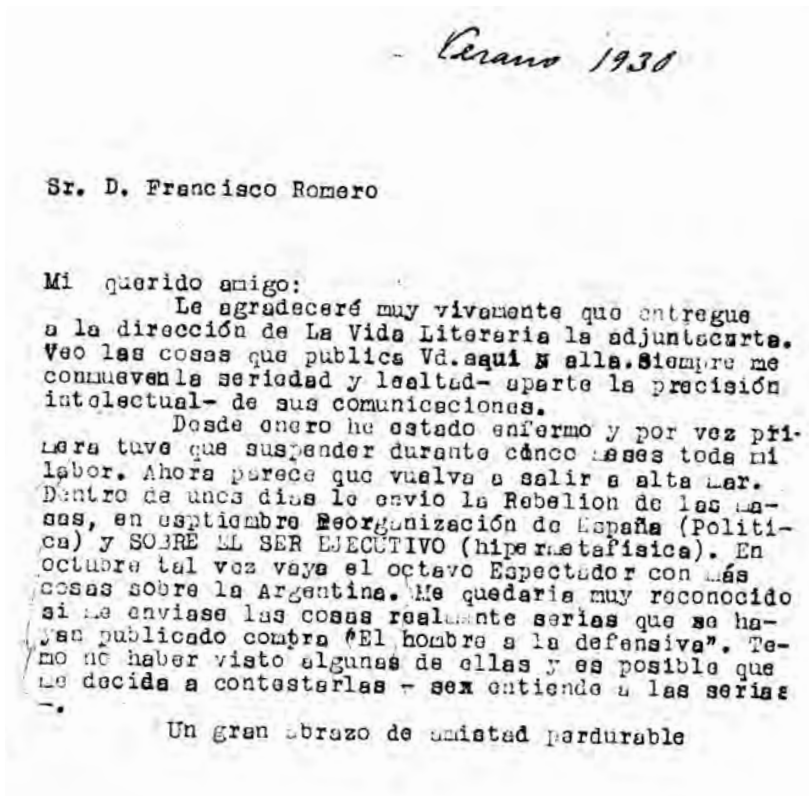 - Verano 1930
Sr. D. Francisco Romero
Mi querido amigo:
Le agradeceré muy vivamente que entregue
a la dirección de La Vida Literaria la adjuntacarta.
Veo las cosas que publica Vd.aqui y alla.Siempre me
conmuevenla seriedad y lealtad- aparte la precisión
intelectual- de sus comunicaciones.
Desde enero he estado enfermo y por vez pri-
mera tuve que suspender durante cinco meses toda mi
labor. Ahora parece que vuelva a salir a alta mar.
Dentro de unos dias le envio la Rebelion de las ma-
sas, en septiembre Reorganización de España (Politi-
ca) y SOBRE EL SER EJECUTIVO (hipermetafisica). En
octubre tal vez vaya el octavo Espectador con más
cosas sobre la Argentina. Me quedaria muy reconocido
si me enviase las cosas realmente serias que se ha-
yan publicado contra "El hombre a la defensiva". Te-
mo no haber visto algunas de ellas y es posible que
me decida a contestarlas - sex entiende a las serias
-.
Un gran abrazo de amistad perdurable